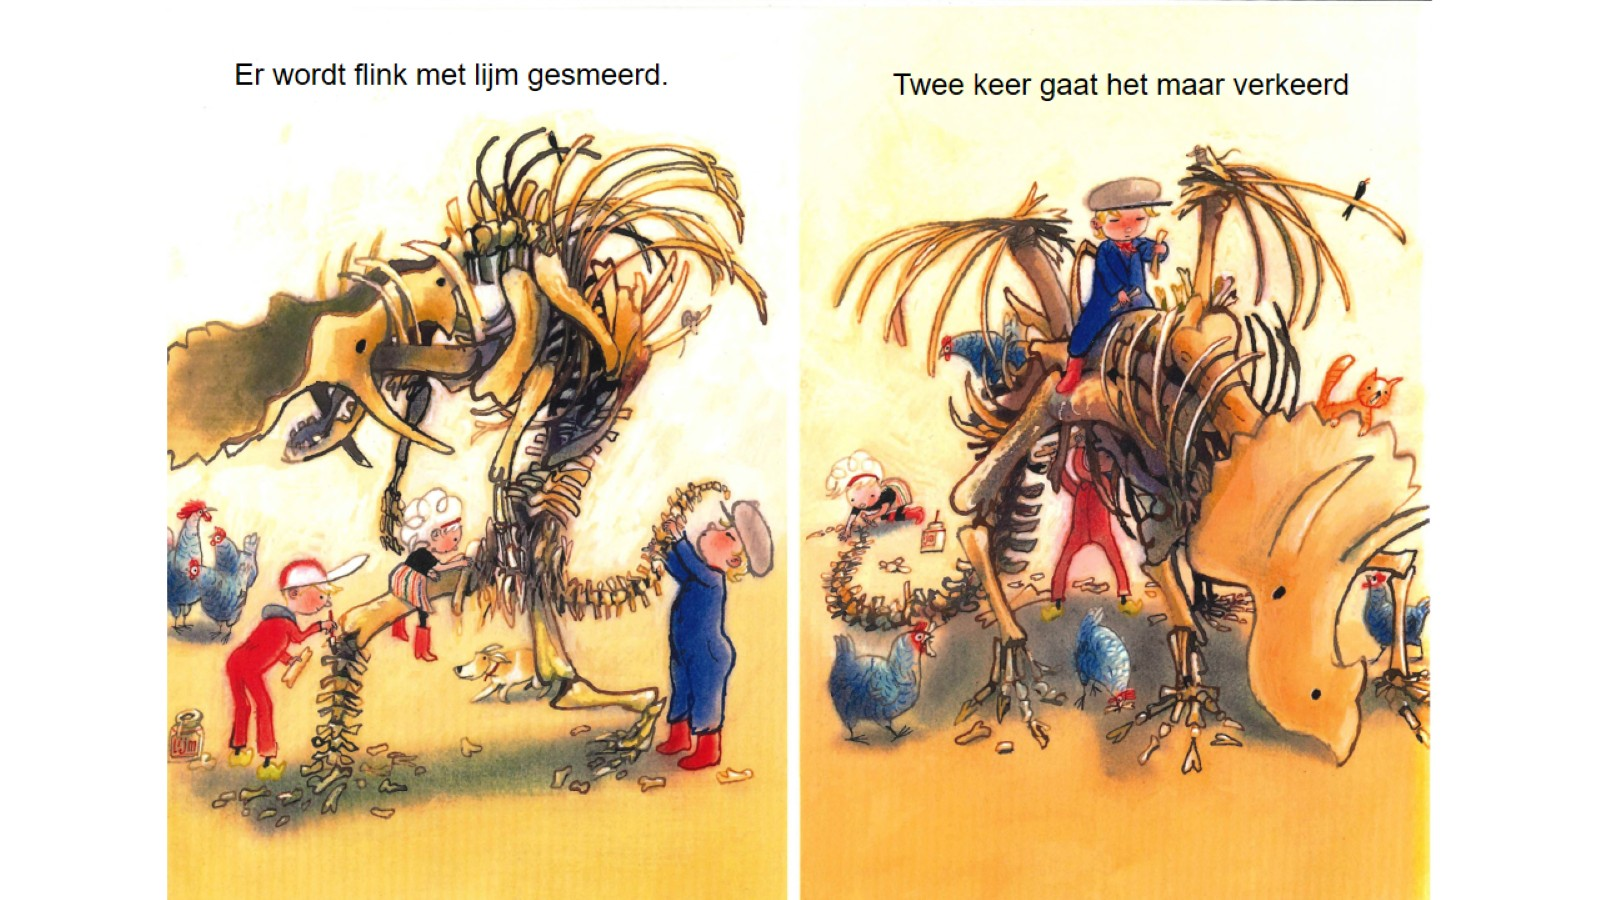 Er wordt flink met lijm gesmeerd.
Twee keer gaat het maar verkeerd
lijm